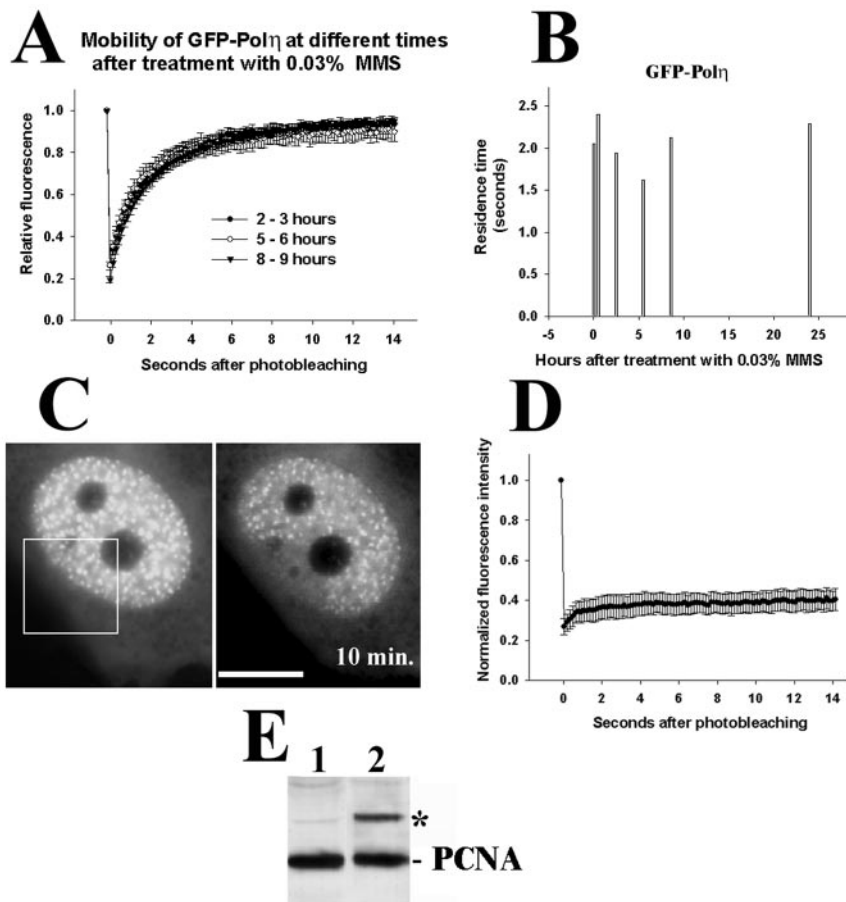 A
Mobility of GFP-Polη at different times
after treatment with 0.03% MMS
Relative fluorescence
1.0
0.8
0.6
0.4
0.2
0.0
2 - 3 hours
5 - 6 hours
8 - 9 hours
0 2 4 6 8 10 12 14
Seconds after photobleaching
B
GFP-Polη
Residence time
(seconds)
2.5
2.0
1.5
1.0
0.5
0.0
-5 0 5 10 15 20 25
Hours after treatment with 0.03% MMS
C
10 min.
D
Normalized fluorescence intensity
1.0
0.8
0.6
0.4
0.2
0.0
0 2 4 6 8 10 12 14
Seconds after photobleaching
E
1 2
*
- PCNA